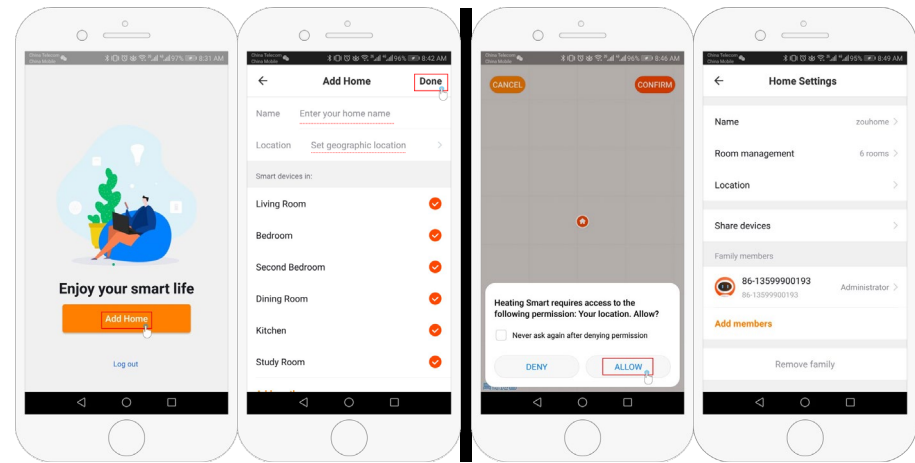 China Telecom
China Mobile
97%
8:31 AM
Enjoy your smart life
Add Home
Log out
China Telecom
China Mobile
96%
8:42 AM
Add Home
Done
Name
Enter your home name
Location
Set geographic location
Smart devices in:
Living Room
Bedroom
Second Bedroom
Dining Room
Kitchen
Study Room
China Telecom
China Mobile
96%
8:46 AM
CANCEL
CONFIRM
Heating Smart requires access to the
following permission: Your location. Allow?
Never ask again after denying permission
DENY
ALLOW
China Telecom
China Mobile
95%
8:49 AM
Home Settings
Name
zouhome
Room management
6 rooms
Location
Share devices
Family members
86-13599900193
86-13599900193
Administrator
Add members
Remove family